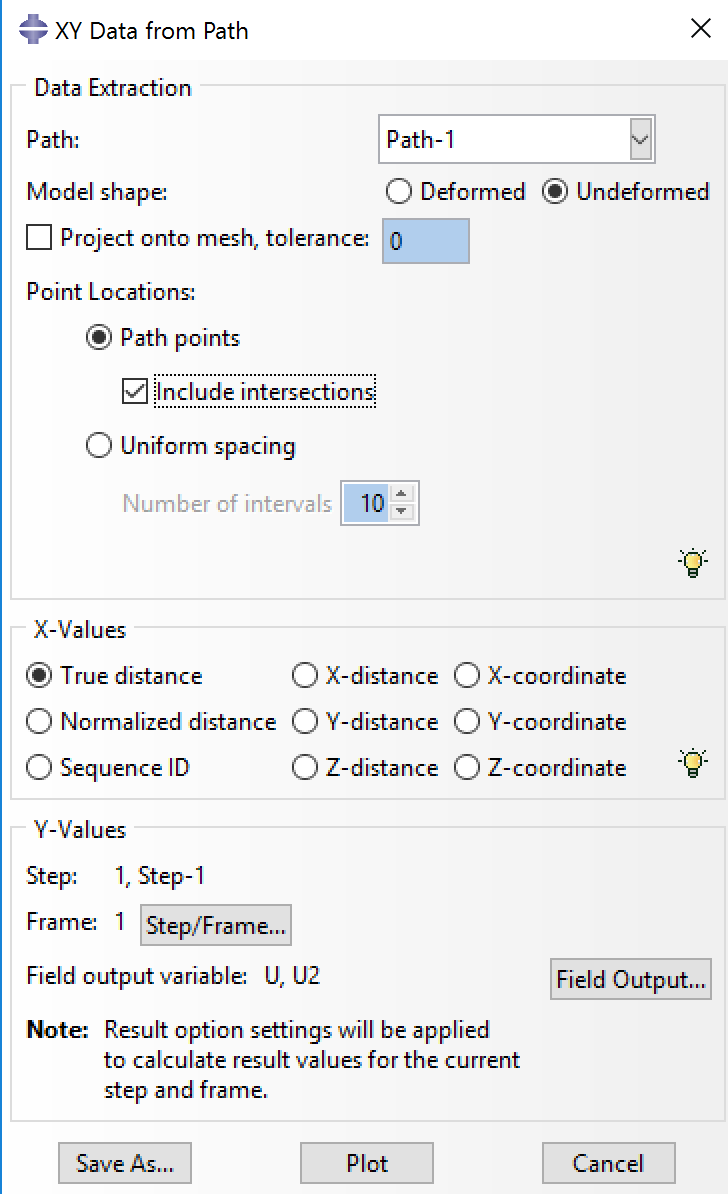 XY Data from Path
Data Extraction
Path: Path-1
Model shape: Deformed Undeformed
Project onto mesh, tolerance: 0
Point Locations:
Path points
Include intersections
Uniform spacing
Number of intervals 10
X-Values
True distance X-distance X-coordinate
Normalized distance Y-distance Y-coordinate
Sequence ID Z-distance Z-coordinate
Y-Values
Step: 1, Step-1
Frame: 1 Step/Frame...
Field output variable: U, U2 Field Output...
Note: Result option settings will be applied
to calculate result values for the current
step and frame.
Save As... Plot Cancel